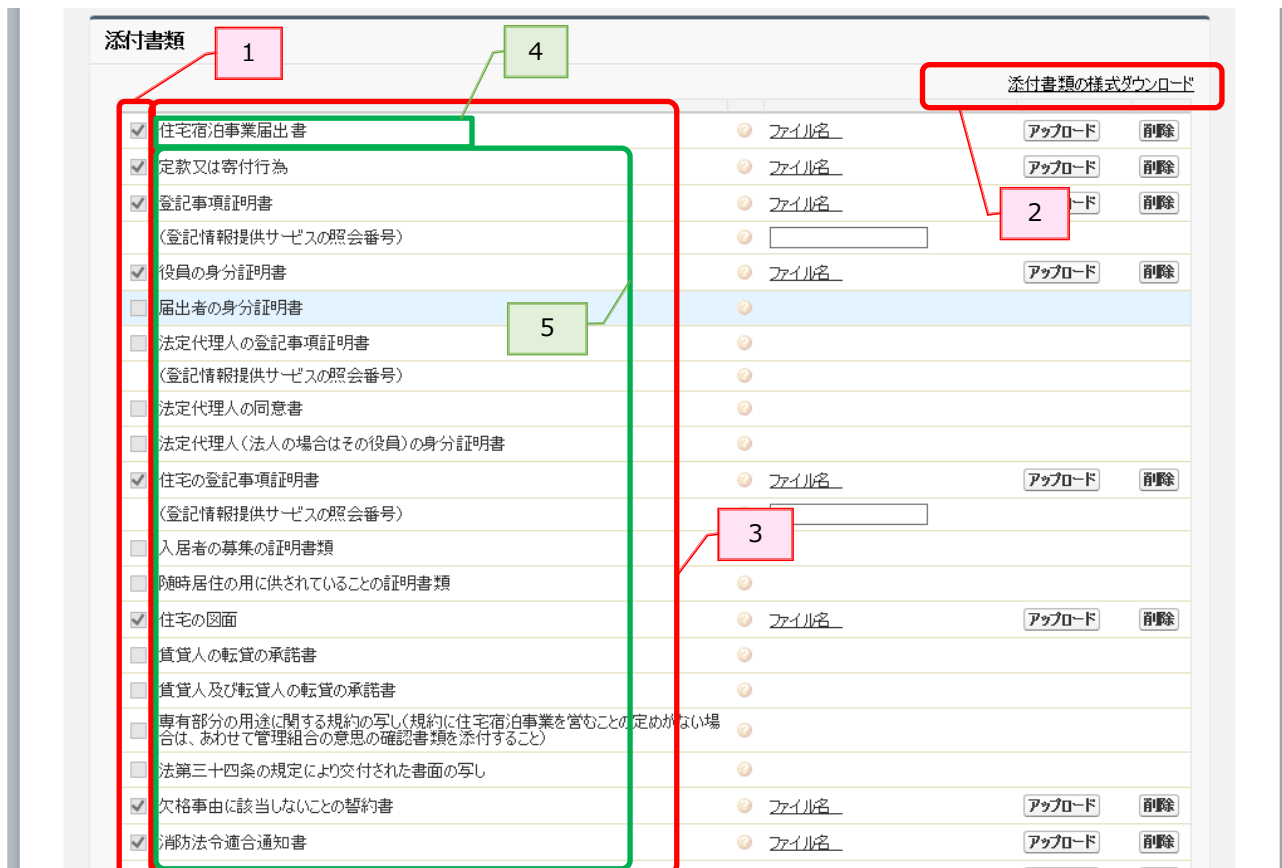 添付書類
1
4
添付書類の様式ダウンロード
住宅宿泊事業届出書 ファイル名 アップロード 削除
定款又は寄付行為 ファイル名 アップロード 削除
登記事項証明書 ファイル名 ード 削除
2
(登記情報提供サービスの照会番号)
役員の身分証明書 ファイル名 アップロード 削除
届出者の身分証明書
5
法定代理人の登記事項証明書
(登記情報提供サービスの照会番号)
法定代理人の同意書
法定代理人(法人の場合はその役員)の身分証明書
住宅の登記事項証明書 ファイル名 アップロード 削除
(登記情報提供サービスの照会番号)
3
入居者の募集の証明書類
随時居住の用に供されていることの証明書類
住宅の図面 ファイル名 アップロード 削除
賃貸人の転貸の承諾書
賃貸人及び転貸人の転貸の承諾書
専有部分の用途に関する規約の写し(規約に住宅宿泊事業を営むことの定めがない場
合は、あわせて管理組合の意思の確認書類を添付すること)
法第三十四条の規定により交付された書面の写し
欠格事由に該当しないことの誓約書 ファイル名 アップロード 削除
消防法令適合通知書 ファイル名 アップロード 削除